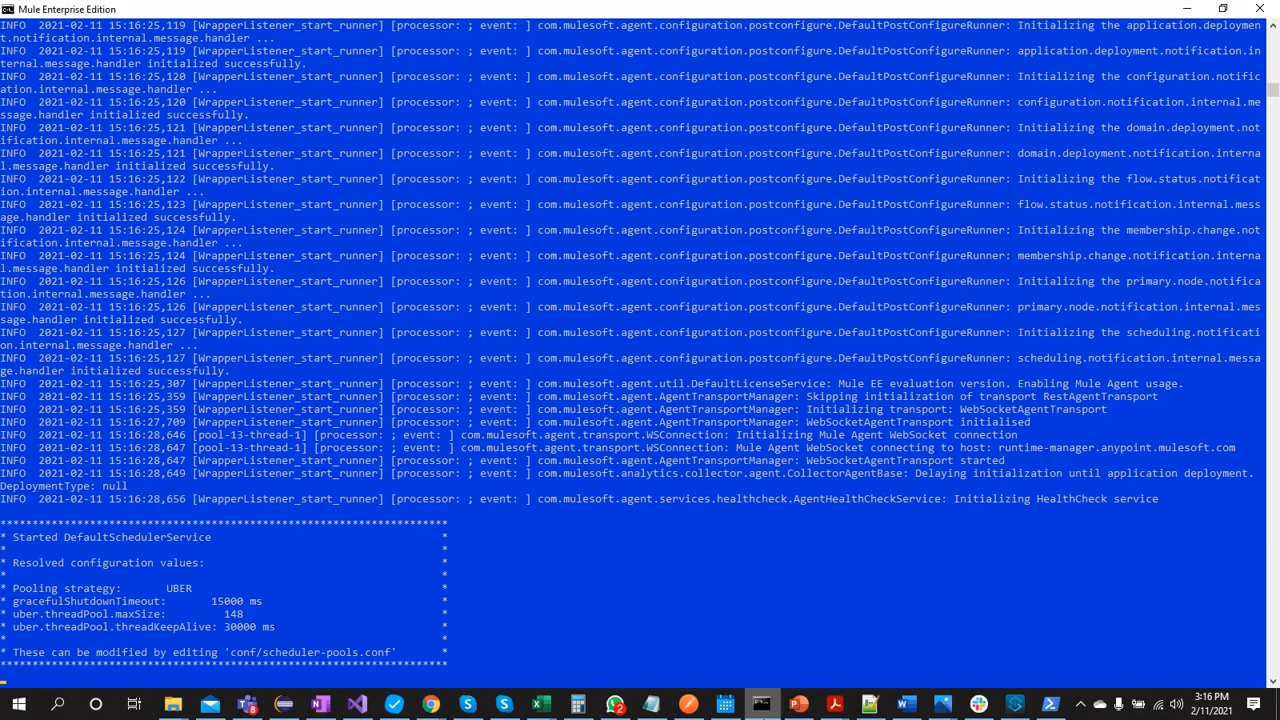 Mule Enterprise Edition
INFO  2021-02-11 15:16:25,119 [WrapperListener_start_runner] [processor: ; event: ] com.mulesoft.agent.configuration.postconfigure.DefaultPostConfigureRunner: Initializing the application.deploymen
t.notification.internal.message.handler ...
INFO  2021-02-11 15:16:25,119 [WrapperListener_start_runner] [processor: ; event: ] com.mulesoft.agent.configuration.postconfigure.DefaultPostConfigureRunner: application.deployment.notification.in
ternal.message.handler initialized successfully.
INFO  2021-02-11 15:16:25,120 [WrapperListener_start_runner] [processor: ; event: ] com.mulesoft.agent.configuration.postconfigure.DefaultPostConfigureRunner: Initializing the configuration.notific
ation.internal.message.handler ...
INFO  2021-02-11 15:16:25,120 [WrapperListener_start_runner] [processor: ; event: ] com.mulesoft.agent.configuration.postconfigure.DefaultPostConfigureRunner: configuration.notification.internal.me
ssage.handler initialized successfully.
INFO  2021-02-11 15:16:25,121 [WrapperListener_start_runner] [processor: ; event: ] com.mulesoft.agent.configuration.postconfigure.DefaultPostConfigureRunner: Initializing the domain.deployment.not
ification.internal.message.handler ...
INFO  2021-02-11 15:16:25,121 [WrapperListener_start_runner] [processor: ; event: ] com.mulesoft.agent.configuration.postconfigure.DefaultPostConfigureRunner: domain.deployment.notification.interna
l.message.handler initialized successfully.
INFO  2021-02-11 15:16:25,122 [WrapperListener_start_runner] [processor: ; event: ] com.mulesoft.agent.configuration.postconfigure.DefaultPostConfigureRunner: Initializing the flow.status.notificat
ion.internal.message.handler ...
INFO  2021-02-11 15:16:25,123 [WrapperListener_start_runner] [processor: ; event: ] com.mulesoft.agent.configuration.postconfigure.DefaultPostConfigureRunner: flow.status.notification.internal.mess
age.handler initialized successfully.
INFO  2021-02-11 15:16:25,124 [WrapperListener_start_runner] [processor: ; event: ] com.mulesoft.agent.configuration.postconfigure.DefaultPostConfigureRunner: Initializing the membership.change.not
ification.internal.message.handler ...
INFO  2021-02-11 15:16:25,124 [WrapperListener_start_runner] [processor: ; event: ] com.mulesoft.agent.configuration.postconfigure.DefaultPostConfigureRunner: membership.change.notification.interna
l.message.handler initialized successfully.
INFO  2021-02-11 15:16:25,126 [WrapperListener_start_runner] [processor: ; event: ] com.mulesoft.agent.configuration.postconfigure.DefaultPostConfigureRunner: Initializing the primary.node.notifica
tion.internal.message.handler ...
INFO  2021-02-11 15:16:25,126 [WrapperListener_start_runner] [processor: ; event: ] com.mulesoft.agent.configuration.postconfigure.DefaultPostConfigureRunner: primary.node.notification.internal.mes
sage.handler initialized successfully.
INFO  2021-02-11 15:16:25,127 [WrapperListener_start_runner] [processor: ; event: ] com.mulesoft.agent.configuration.postconfigure.DefaultPostConfigureRunner: Initializing the scheduling.notificati
on.internal.message.handler ...
INFO  2021-02-11 15:16:25,127 [WrapperListener_start_runner] [processor: ; event: ] com.mulesoft.agent.configuration.postconfigure.DefaultPostConfigureRunner: scheduling.notification.internal.messa
ge.handler initialized successfully.
INFO  2021-02-11 15:16:25,307 [WrapperListener_start_runner] [processor: ; event: ] com.mulesoft.agent.util.DefaultLicenseService: Mule EE evaluation version. Enabling Mule Agent usage.
INFO  2021-02-11 15:16:25,359 [WrapperListener_start_runner] [processor: ; event: ] com.mulesoft.agent.AgentTransportManager: Skipping initialization of transport RestAgentTransport
INFO  2021-02-11 15:16:25,359 [WrapperListener_start_runner] [processor: ; event: ] com.mulesoft.agent.AgentTransportManager: Initializing transport: WebSocketAgentTransport
INFO  2021-02-11 15:16:27,709 [WrapperListener_start_runner] [processor: ; event: ] com.mulesoft.agent.AgentTransportManager: WebSocketAgentTransport initialised
INFO  2021-02-11 15:16:28,646 [pool-13-thread-1] [processor: ; event: ] com.mulesoft.agent.transport.WSConnection: Initializing Mule Agent WebSocket connection
INFO  2021-02-11 15:16:28,647 [pool-13-thread-1] [processor: ; event: ] com.mulesoft.agent.transport.WSConnection: Mule Agent WebSocket connecting to host: runtime-manager.anypoint.mulesoft.com
INFO  2021-02-11 15:16:28,647 [WrapperListener_start_runner] [processor: ; event: ] com.mulesoft.agent.AgentTransportManager: WebSocketAgentTransport started
INFO  2021-02-11 15:16:28,649 [WrapperListener_start_runner] [processor: ; event: ] com.mulesoft.analytics.collector.agent.CollectorAgentBase: Delaying initialization until application deployment.
DeploymentType: null
INFO  2021-02-11 15:16:28,656 [WrapperListener_start_runner] [processor: ; event: ] com.mulesoft.agent.services.healthcheck.AgentHealthCheckService: Initializing HealthCheck service
**********************************************************************
* Started DefaultSchedulerService                                    *
*                                                                    *
* Resolved configuration values:                                     *
*                                                                    *
* Pooling strategy:       UBER                                       *
* gracefulShutdownTimeout:       15000 ms                            *
* uber.threadPool.maxSize:         148                               *
* uber.threadPool.threadKeepAlive: 30000 ms                          *
*                                                                    *
* These can be modified by editing 'conf/scheduler-pools.conf'       *
**********************************************************************
3:16 PM
2/11/2021